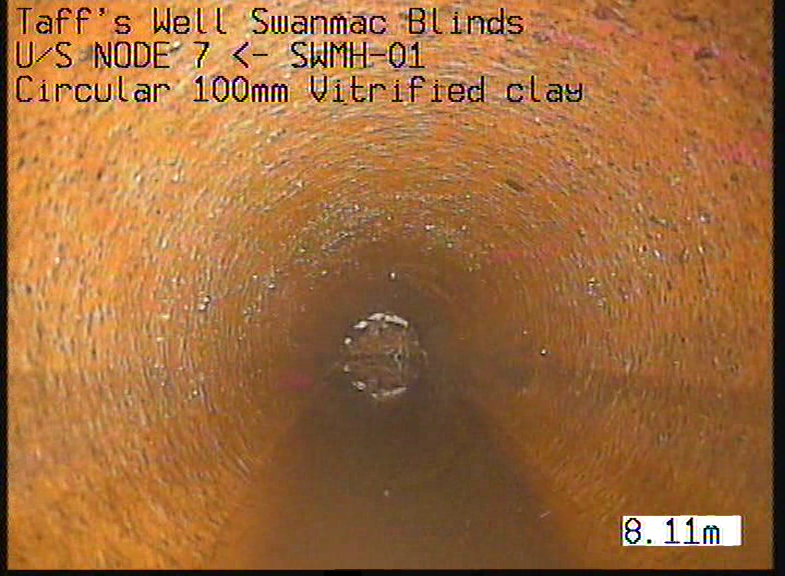 Taff's Well Swanmac Blinds
U/S NODE 7 <- SWMH-01
Circular 100mm Vitrified clay
8.11m